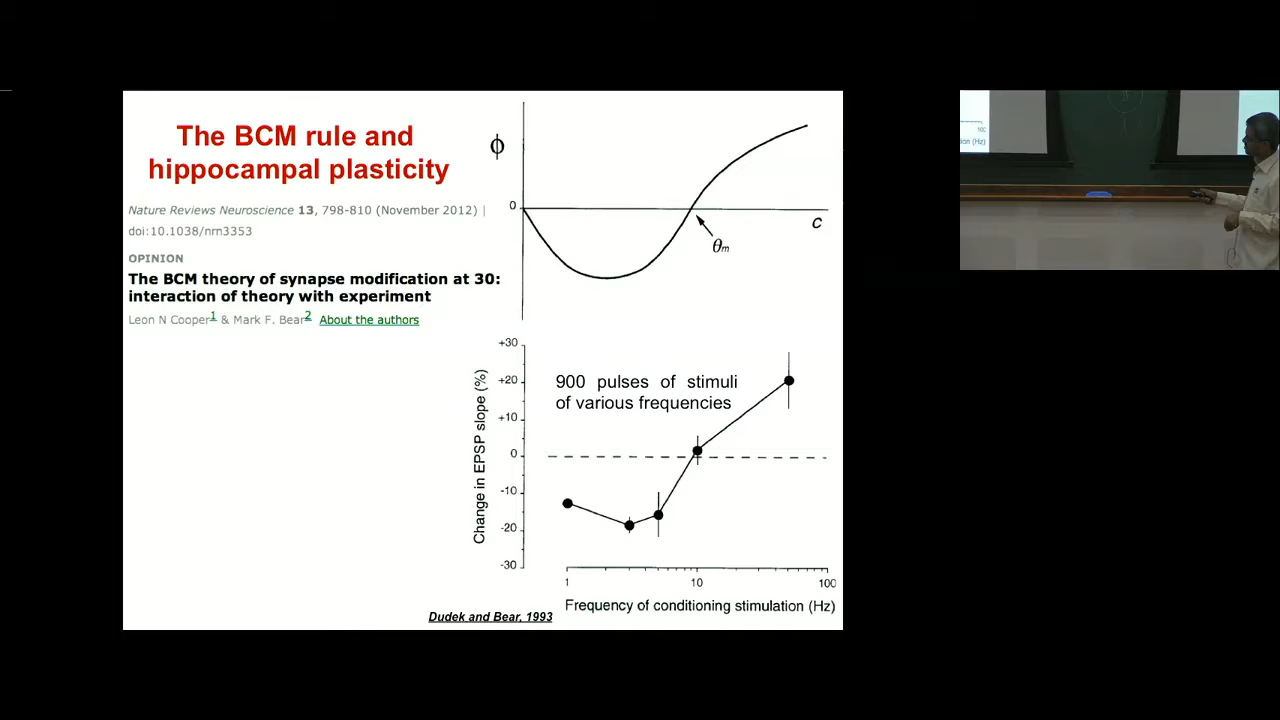 The BCM rule and
hippocampal plasticity
Nature Reviews Neuroscience 13, 798-810 (November 2012) |
doi:10.1038/nrn3353
OPINION
The BCM theory of synapse modification at 30:
interaction of theory with experiment
Leon N Cooper1 & Mark F. Bear2 About the authors
ϕ
0
c
θm
+30
+20
+10
0
-10
-20
-30
Change in EPSP slope (%)
900 pulses of stimuli
of various frequencies
1 10 100
Frequency of conditioning stimulation (Hz)
Dudek and Bear, 1993
100
ion (Hz)